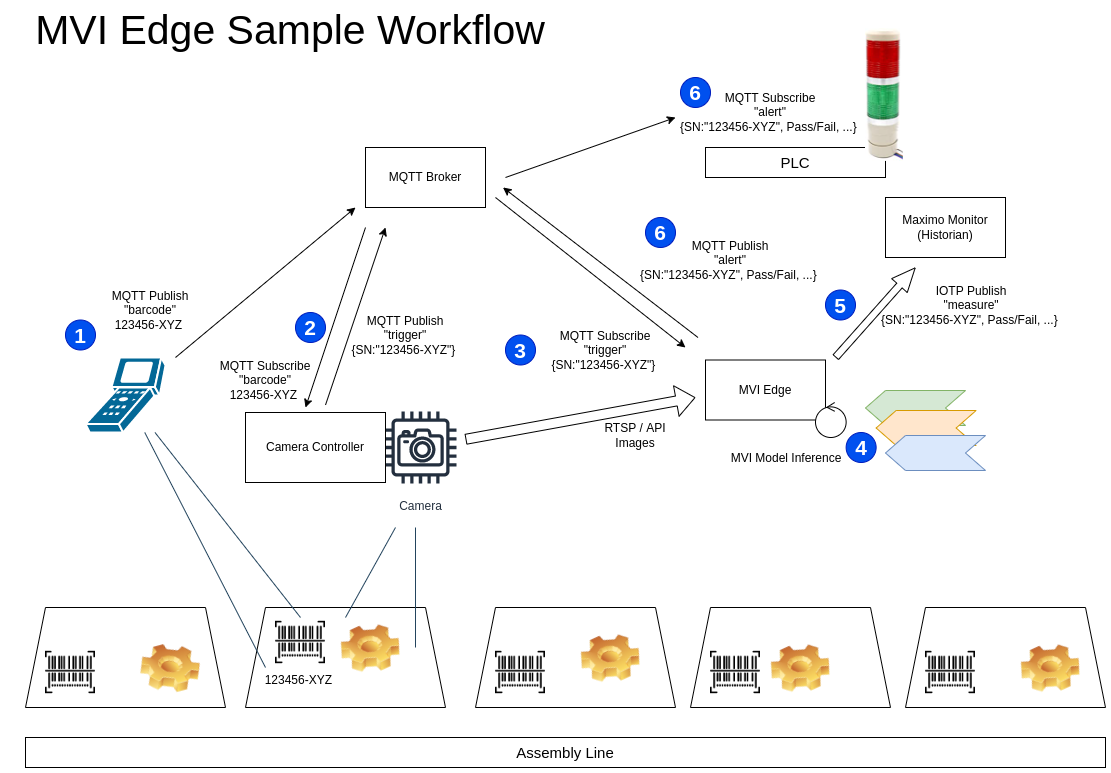 MVI Edge Sample Workflow
6
MQTT Subscribe
"alert"
{SN:"123456-XYZ", Pass/Fail, ...}
PLC
MQTT Broker
Maximo Monitor
(Historian)
6
MQTT Publish
"alert"
{SN:"123456-XYZ", Pass/Fail, ...}
5
IOTP Publish
"measure"
{SN:"123456-XYZ", Pass/Fail, ...}
1
MQTT Publish
"barcode"
123456-XYZ
2
MQTT Publish
"trigger"
{SN:"123456-XYZ"}
MQTT Subscribe
"barcode"
123456-XYZ
3
MQTT Subscribe
"trigger"
{SN:"123456-XYZ"}
MVI Edge
RTSP / API
Images
Camera Controller
MVI Model Inference
4
Camera
123456-XYZ
Assembly Line